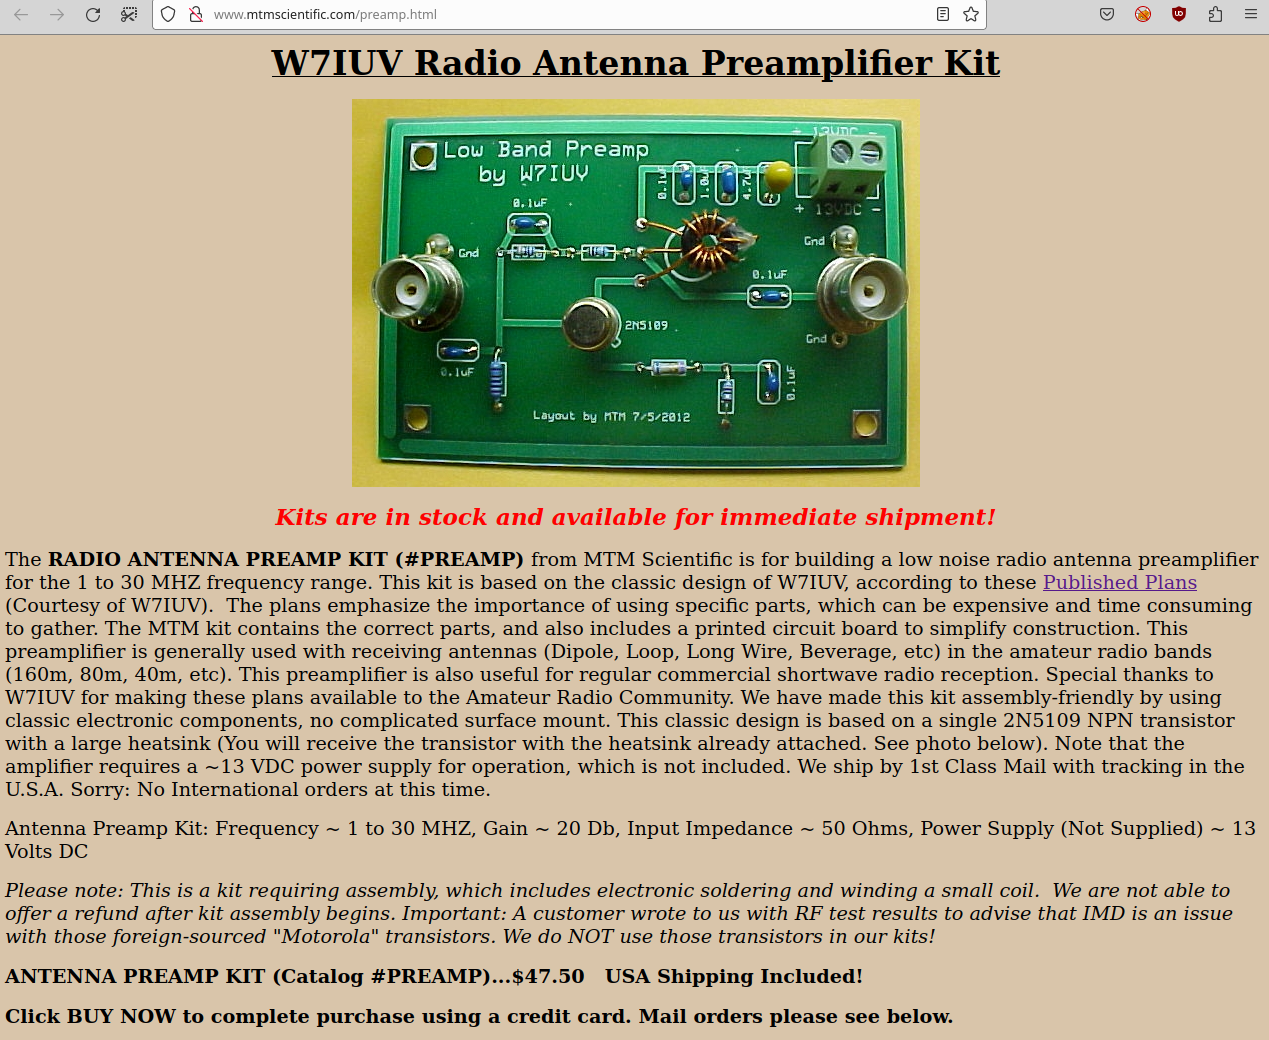 www.mtmscientific.com/preamp.html
W7IUV Radio Antenna Preamplifier Kit
+ 13VDC -
Low Band Preamp
by W7IUV
0.1uF
1.0uF
4.7uF
+ 13VDC -
0.1uF
Gnd
Gnd
0.1uF
2N5109
Gnd
0.1uF
0.1uF
Layout by MTM 7/5/2012
Kits are in stock and available for immediate shipment!
The RADIO ANTENNA PREAMP KIT (#PREAMP) from MTM Scientific is for building a low noise radio antenna preamplifier
for the 1 to 30 MHZ frequency range. This kit is based on the classic design of W7IUV, according to these Published Plans
(Courtesy of W7IUV).  The plans emphasize the importance of using specific parts, which can be expensive and time consuming
to gather. The MTM kit contains the correct parts, and also includes a printed circuit board to simplify construction. This
preamplifier is generally used with receiving antennas (Dipole, Loop, Long Wire, Beverage, etc) in the amateur radio bands
(160m, 80m, 40m, etc). This preamplifier is also useful for regular commercial shortwave radio reception. Special thanks to
W7IUV for making these plans available to the Amateur Radio Community. We have made this kit assembly-friendly by using
classic electronic components, no complicated surface mount. This classic design is based on a single 2N5109 NPN transistor
with a large heatsink (You will receive the transistor with the heatsink already attached. See photo below). Note that the
amplifier requires a ~13 VDC power supply for operation, which is not included. We ship by 1st Class Mail with tracking in the
U.S.A. Sorry: No International orders at this time.
Antenna Preamp Kit: Frequency ~ 1 to 30 MHZ, Gain ~ 20 Db, Input Impedance ~ 50 Ohms, Power Supply (Not Supplied) ~ 13
Volts DC
Please note: This is a kit requiring assembly, which includes electronic soldering and winding a small coil.  We are not able to
offer a refund after kit assembly begins. Important: A customer wrote to us with RF test results to advise that IMD is an issue
with those foreign-sourced "Motorola" transistors. We do NOT use those transistors in our kits!
ANTENNA PREAMP KIT (Catalog #PREAMP)...$47.50   USA Shipping Included!
Click BUY NOW to complete purchase using a credit card. Mail orders please see below.